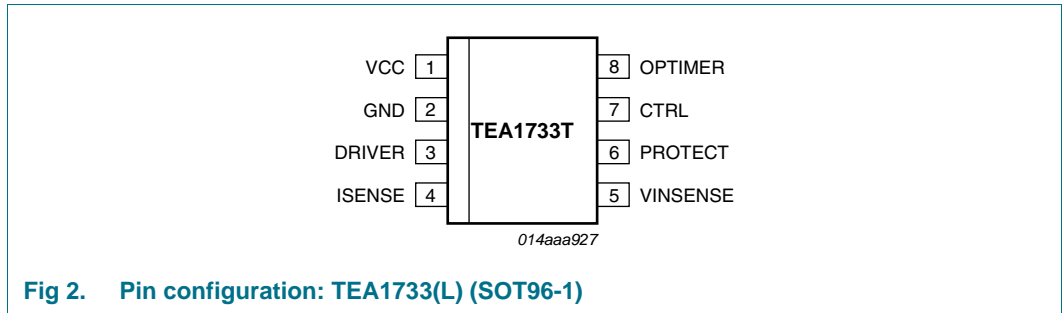 VCC 1
GND 2
DRIVER 3
ISENSE 4
TEA1733T
8 OPTIMER
7 CTRL
6 PROTECT
5 VINSENSE
014aaa927
Fig 2. Pin configuration: TEA1733(L) (SOT96-1)